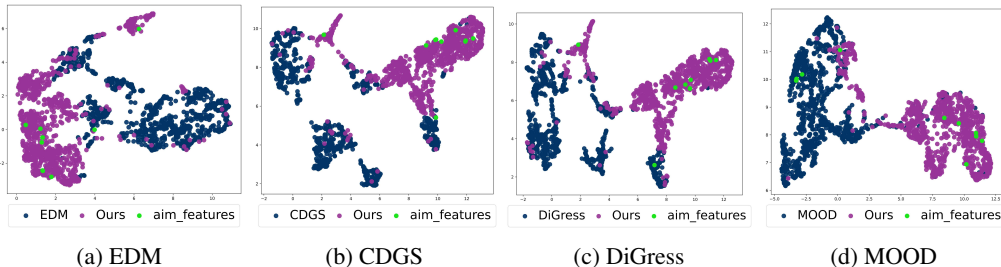 EDM Ours aim_features
CDGS Ours aim_features
DiGress Ours aim_features
MOOD Ours aim_features
(a) EDM
(b) CDGS
(c) DiGress
(d) MOOD